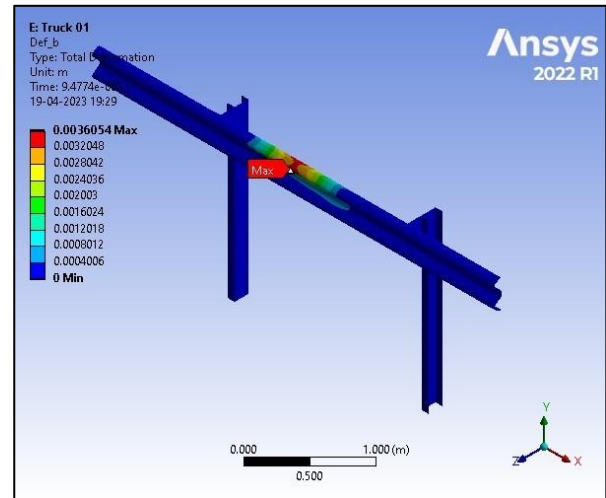 E: Truck 01
Def_b
Type: Total Deformation
Unit: m
Time: 9.4774e-
19-04-2023 19:29
0.0036054 Max
0.0032048
0.0028042
0.0024036
0.002003
0.0016024
0.0012018
0.0008012
0.0004006
0 Min
Ansys
2022 R1
Max
0.000
1.000 (m)
0.500
Y
Z
X